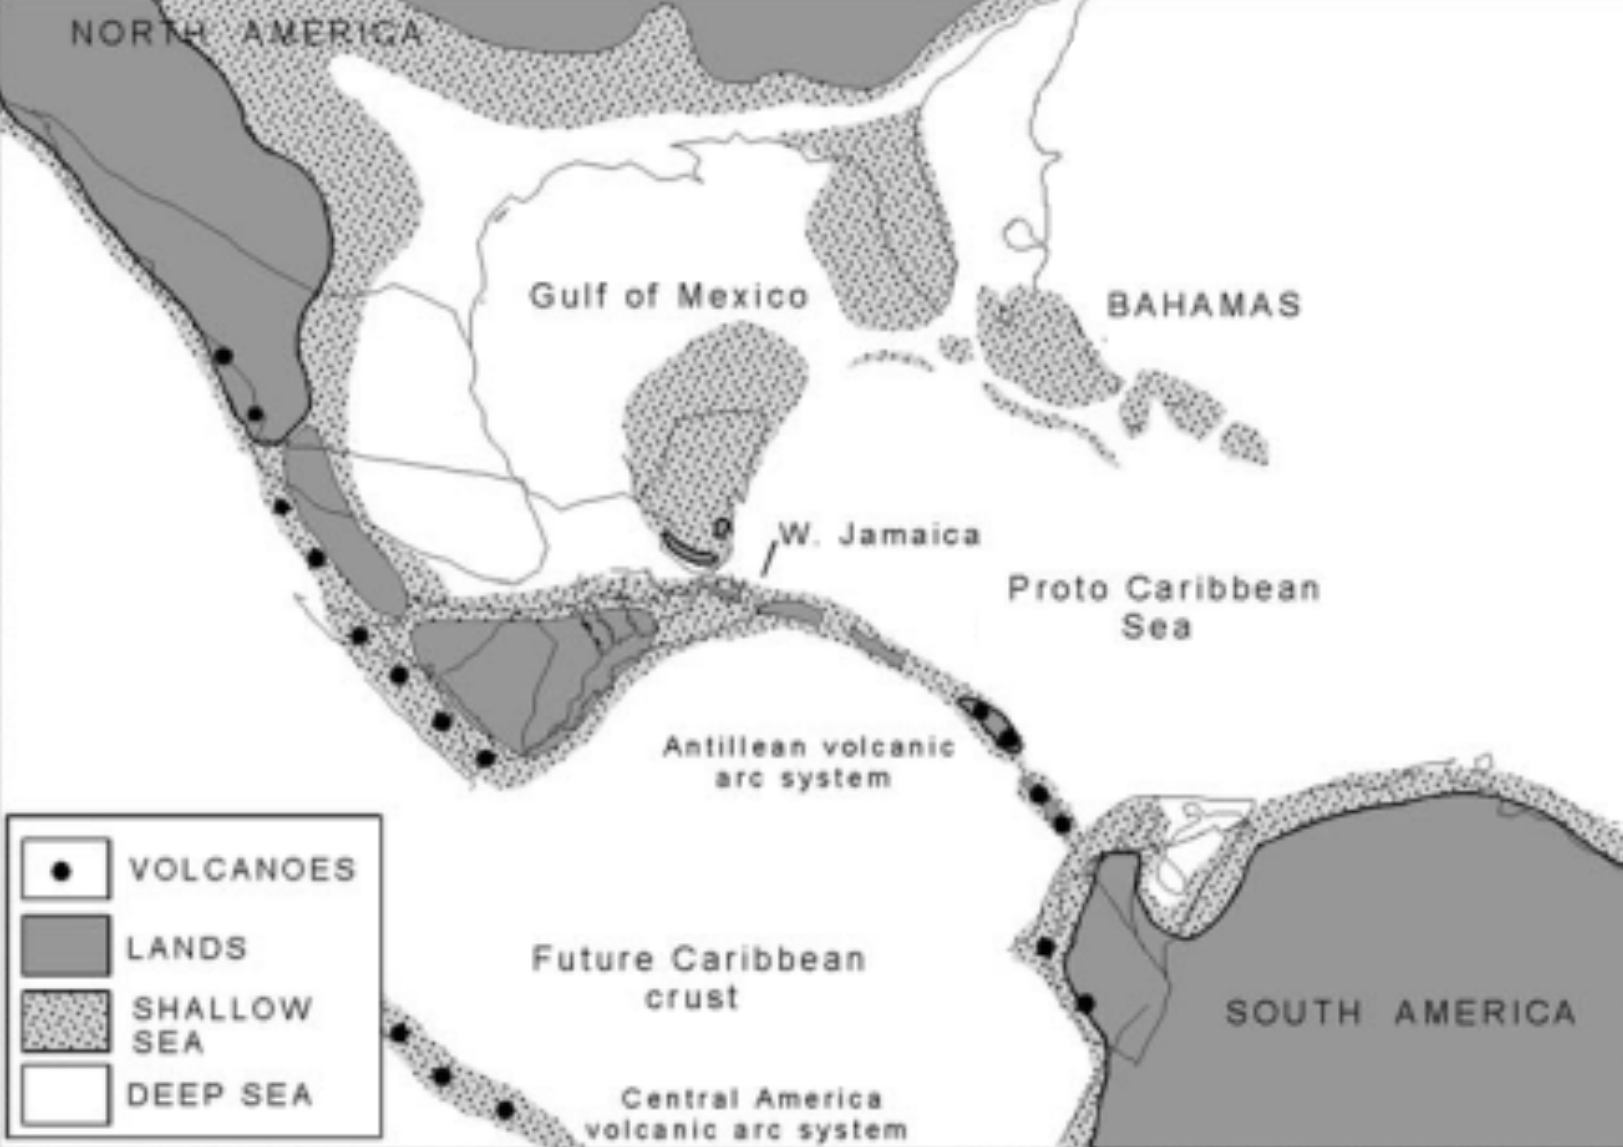 NORTH AMERICA
Gulf of Mexico
BAHAMAS
W. Jamaica
Proto Caribbean
Sea
Antillean volcanic
arc system
VOLCANOES
LANDS
SHALLOW
SEA
DEEP SEA
Future Caribbean
crust
SOUTH AMERICA
Central America
volcanic arc system